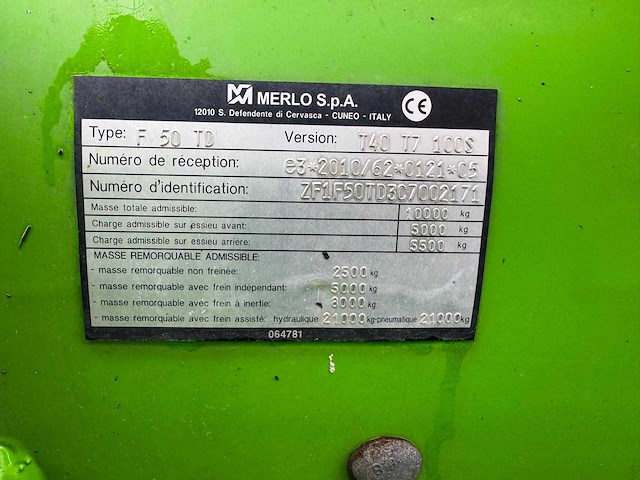 MERLO S.p.A.
12010 S. Defendente di Cervasca - CUNEO - ITALY
CE
Type: F 50 TD Version: T40 T7 100S
Numéro de réception: e3*2010/62*0121*05
Numéro d'identification: ZF1F50TD3C7002171
Masse totale admissible: 10000 kg
Charge admissible su essieu avant: 5000 kg
Charge admissible su essieu arrière: 5500 kg
MASSE REMORQUABLE ADMISSIBLE:
- masse remorquable non freinée: 2500 kg
- masse remorquable avec frein indépendant: 5000 kg
- masse remorquable avec frein à inertie: 8000 kg
- masse remorquable avec frein assisté: hydraulique 21000 kg-pneumatique 21000 kg
064781